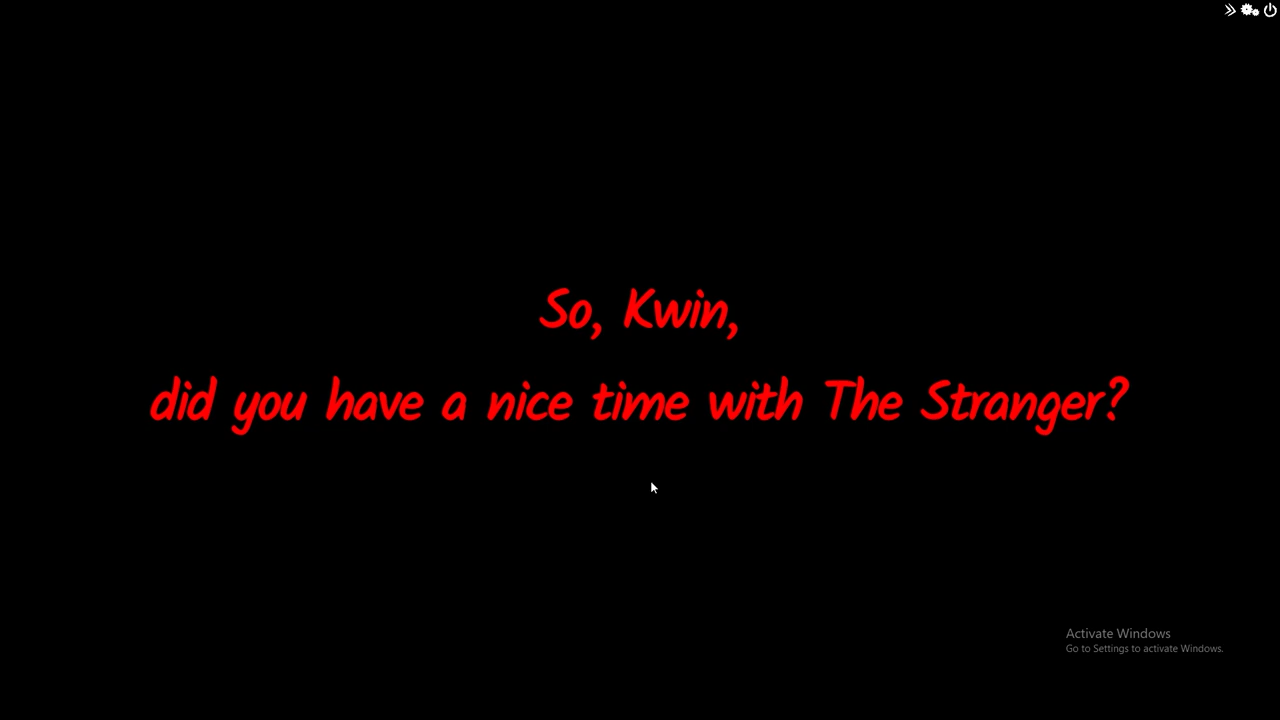 So, Kwin,
did you have a nice time with The Stranger?
Activate Windows
Go to Settings to activate Windows.